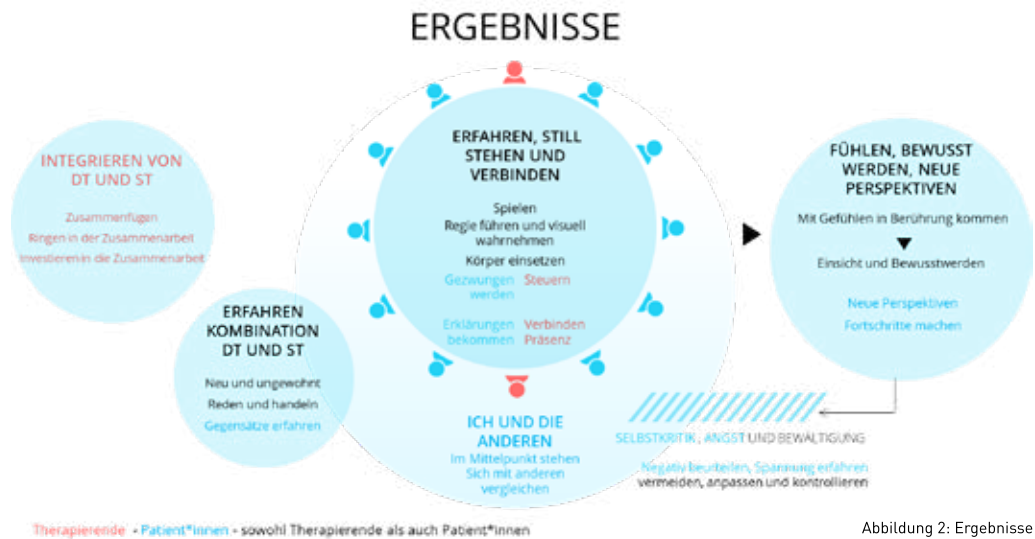 ERGEBNISSE
INTEGRIEREN VON
DT UND ST
Zusammenfügen
Ringen in der Zusammenarbeit
Investieren in die Zusammenarbeit
ERFAHREN
KOMBINATION
DT UND ST
Neu und ungewohnt
Reden und handeln
Gegensätze erfahren
ERFAHREN, STILL
STEHEN UND
VERBINDEN
Spielen
Regie führen und visuell
wahrnehmen
Körper einsetzen
Gezwungen Steuern
werden
Erklärungen Verbinden
bekommen Präsenz
ICH UND DIE
ANDEREN
Im Mittelpunkt stehen
Sich mit anderen
vergleichen
FÜHLEN, BEWUSST
WERDEN, NEUE
PERSPEKTIVEN
Mit Gefühlen in Berührung kommen
Einsicht und Bewusstwerden
Neue Perspektiven
Fortschritte machen
SELBSTKRITIK, ANGST UND BEWÄLTIGUNG
Negativ beurteilen, Spannung erfahren
vermeiden, anpassen und kontrollieren
Therapierende - Patient*innen - sowohl Therapierende als auch Patient*innen
Abbildung 2: Ergebnisse